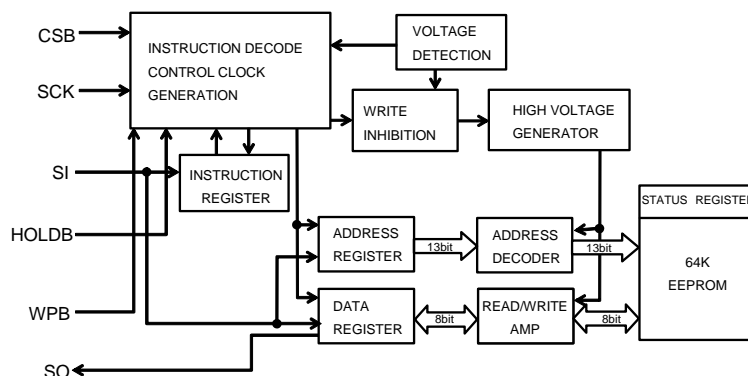 CSB
SCK
SI
HOLDB
WPB
SO
INSTRUCTION DECODE
CONTROL CLOCK
GENERATION
VOLTAGE
DETECTION
WRITE
INHIBITION
HIGH VOLTAGE
GENERATOR
INSTRUCTION
REGISTER
ADDRESS
REGISTER
13bit
ADDRESS
DECODER
13bit
STATUS REGISTER
64K
EEPROM
DATA
REGISTER
8bit
READ/WRITE
AMP
8bit